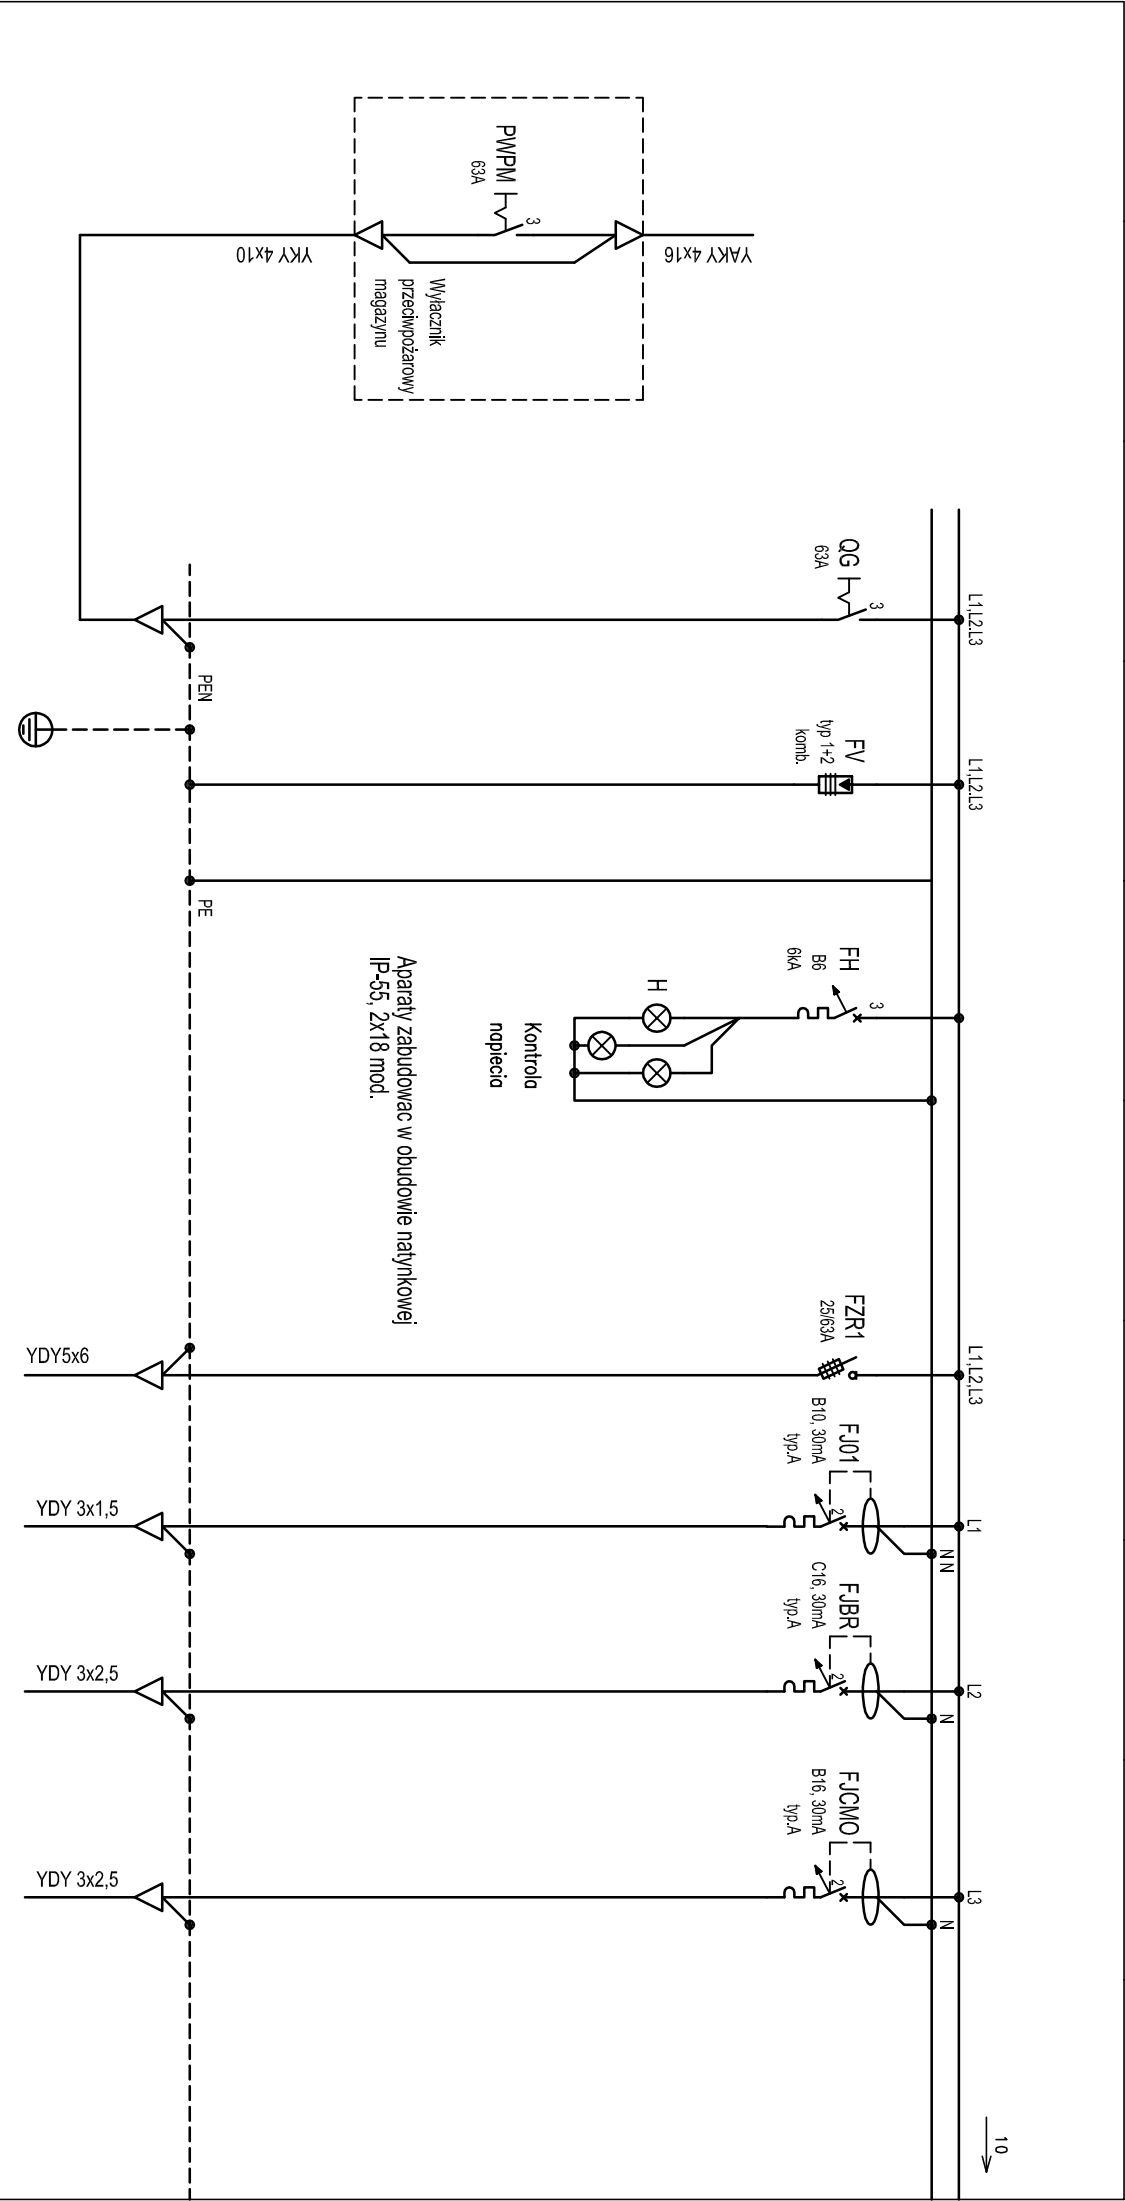 PWPM
63A
3
YAKY 4x16
YKY 4x10
Wyłacznik
przeciwpożarowy
magazynu
L1,L2.L3
QG
63A
3
PEN
L1,L2.L3
FV
typ 1+2
komb.
PE
FH
B6
6kA
3
H
Kontrola
napiecia
Aparaty zabudowac w obudowie natynkowej
IP-55, 2x18 mod.
L1,L2,L3
FZR1
25/63A
YDY5x6
L1
N N
FJ01
B10, 30mA
typ.A
2
YDY 3x1,5
L2
N
FJBR
C16, 30mA
typ.A
2
YDY 3x2,5
L3
N
FJCMO
B16, 30mA
typ.A
2
YDY 3x2,5
10